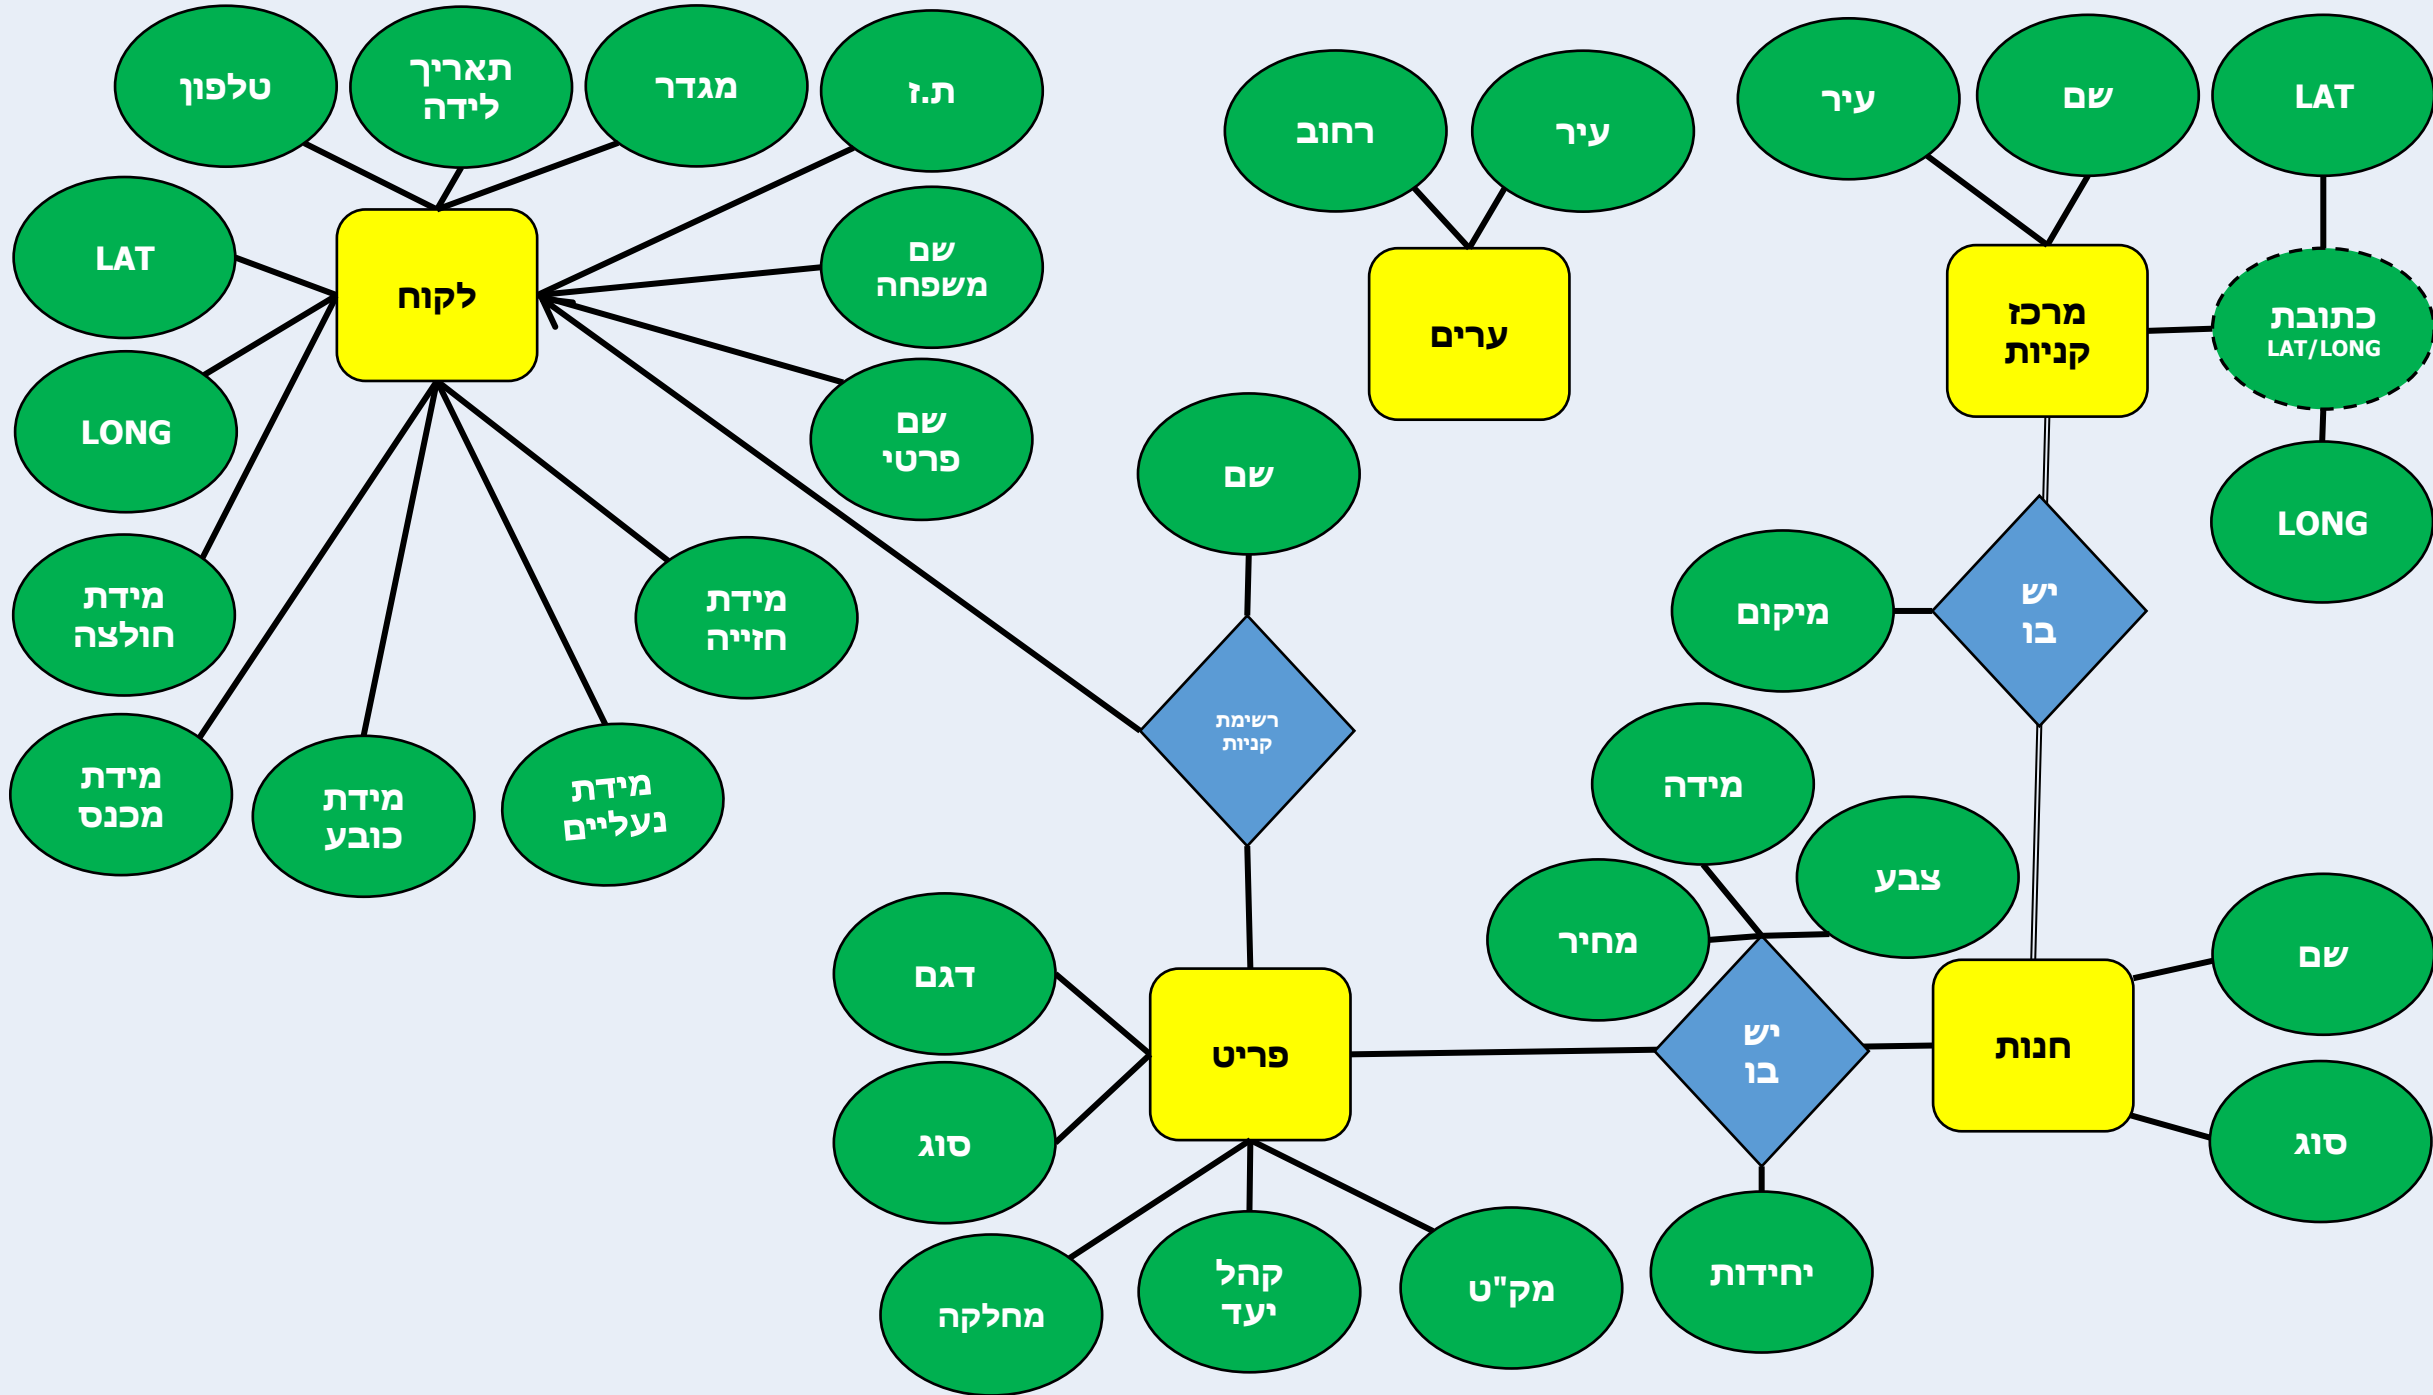 טלפון
תאריך
לידה
מגדר
ת.ז
רחוב
עיר
עיר
שם
LAT
LAT
לקוח
שם
משפחה
ערים
מרכז
קניות
כתובת
LAT/LONG
LONG
שם
פרטי
שם
LONG
מידת
חולצה
מידת
חזייה
מיקום
יש
בו
רשימת
קניות
מידת
מכנס
מידת
כובע
מידת
נעליים
מידה
צבע
מחיר
שם
דגם
פריט
יש
בו
חנות
סוג
סוג
מחלקה
קהל
יעד
מק"ט
יחידות